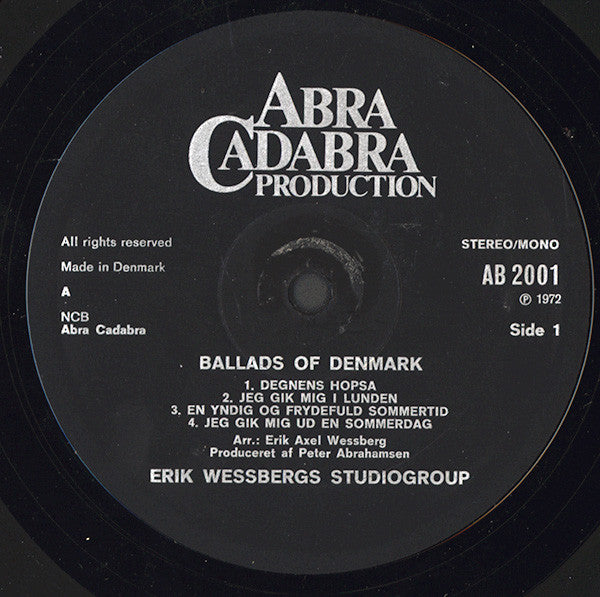 ABRA
CADABRA
PRODUCTION
All rights reserved
Made in Denmark
A
NCB
Abra Cadabra
STEREO/MONO
AB 2001
℗ 1972
Side 1
BALLADS OF DENMARK
1. DEGNENS HOPSA
2. JEG GIK MIG I LUNDEN
3. EN YNDIG OG FRYDEFULD SOMMERTID
4. JEG GIK MIG UD EN SOMMERDAG
Arr.: Erik Axel Wessberg
Produceret af Peter Abrahamsen
ERIK WESSBERGS STUDIOGROUP